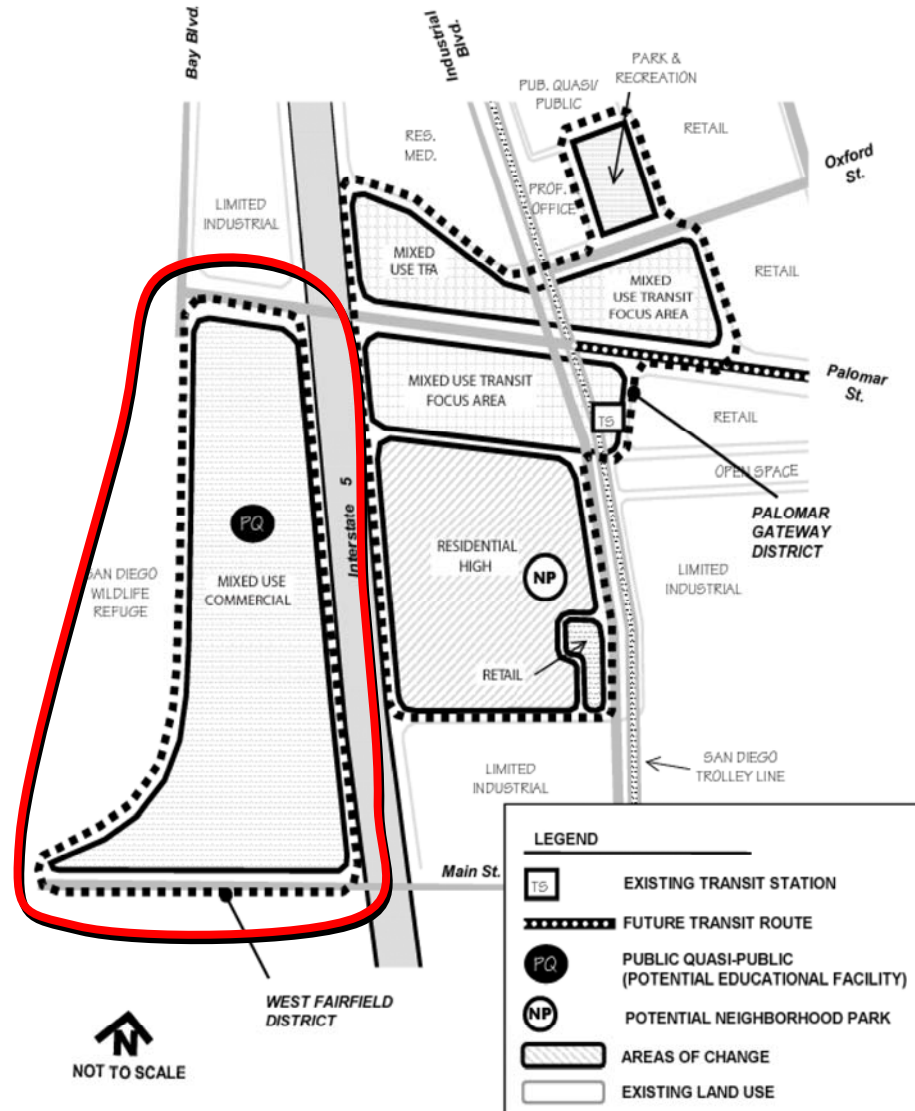 Bay Blvd.
Industrial
Blvd.
PARK &
RECREATION
PUB. QUASI/
PUBLIC
RETAIL
RES.
MED.
Oxford
St.
LIMITED
INDUSTRIAL
PROF. &
OFFICE
MIXED
USE TFA
MIXED
USE TRANSIT
FOCUS AREA
RETAIL
MIXED USE TRANSIT
FOCUS AREA
Palomar
St.
TS
RETAIL
OPEN SPACE
Interstate 5
PQ
PALOMAR
GATEWAY
DISTRICT
RESIDENTIAL
HIGH
NP
SAN DIEGO
WILDLIFE
REFUGE
MIXED USE
COMMERCIAL
LIMITED
INDUSTRIAL
RETAIL
LIMITED
INDUSTRIAL
SAN DIEGO
TROLLEY LINE
Main St.
WEST FAIRFIELD
DISTRICT
N
NOT TO SCALE
LEGEND
TS EXISTING TRANSIT STATION
FUTURE TRANSIT ROUTE
PQ PUBLIC QUASI-PUBLIC
(POTENTIAL EDUCATIONAL FACILITY)
NP POTENTIAL NEIGHBORHOOD PARK
AREAS OF CHANGE
EXISTING LAND USE